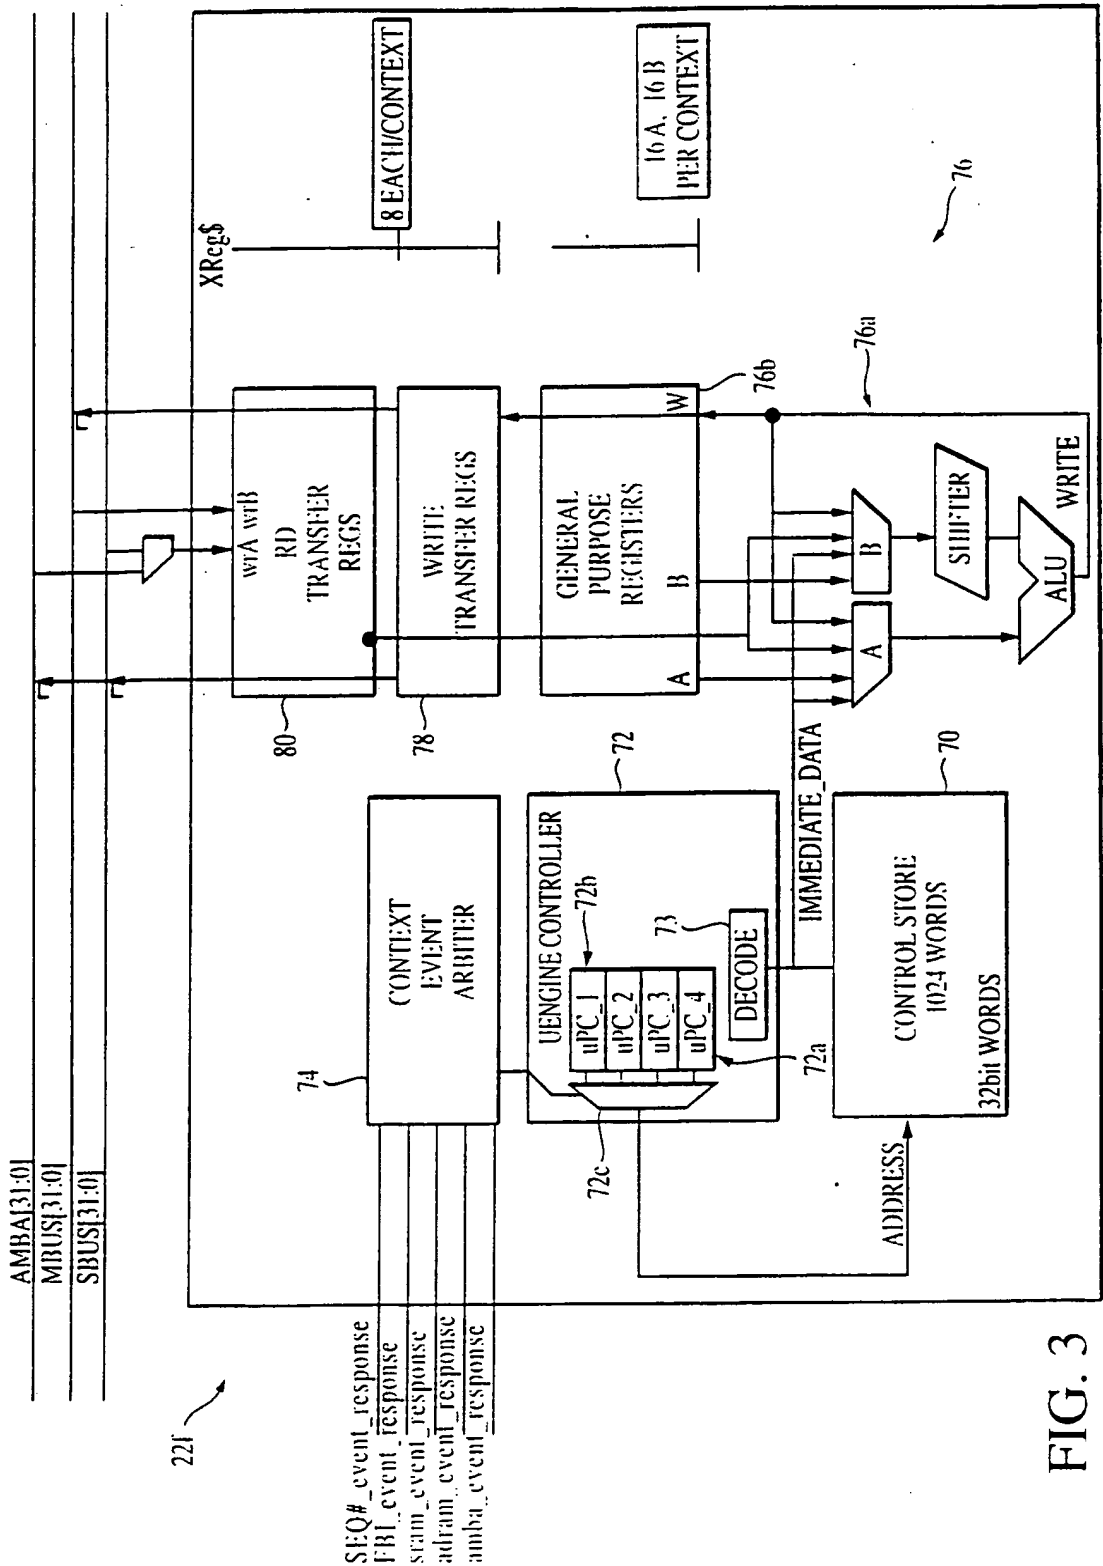 AMBA[31:0]
MBUS[31:0]
SBUS[31:0]
22f
SEQ#_event_response
FBI_event_response
sram_event_response
adram_event_response
amba_event_response
74
CONTEXT
EVENT
ARBITER
72
UENGINE CONTROLLER
72b
uPC_1
uPC_2
uPC_3
uPC_4
72a
72c
73
DECODE
IMMEDIATE_DATA
70
CONTROL STORE
1024 WORDS
32bit WORDS
ADDRESS
80
wrA wrB
RD
TRANSFER
REGS
78
WRITE
TRANSFER REGS
GENERAL
PURPOSE
REGISTERS
A
B
W
76b
76a
A
B
SHIFTER
ALU
WRITE
XReg$
8 EACH/CONTEXT
16 A, 16 B
PER CONTEXT
76
FIG. 3